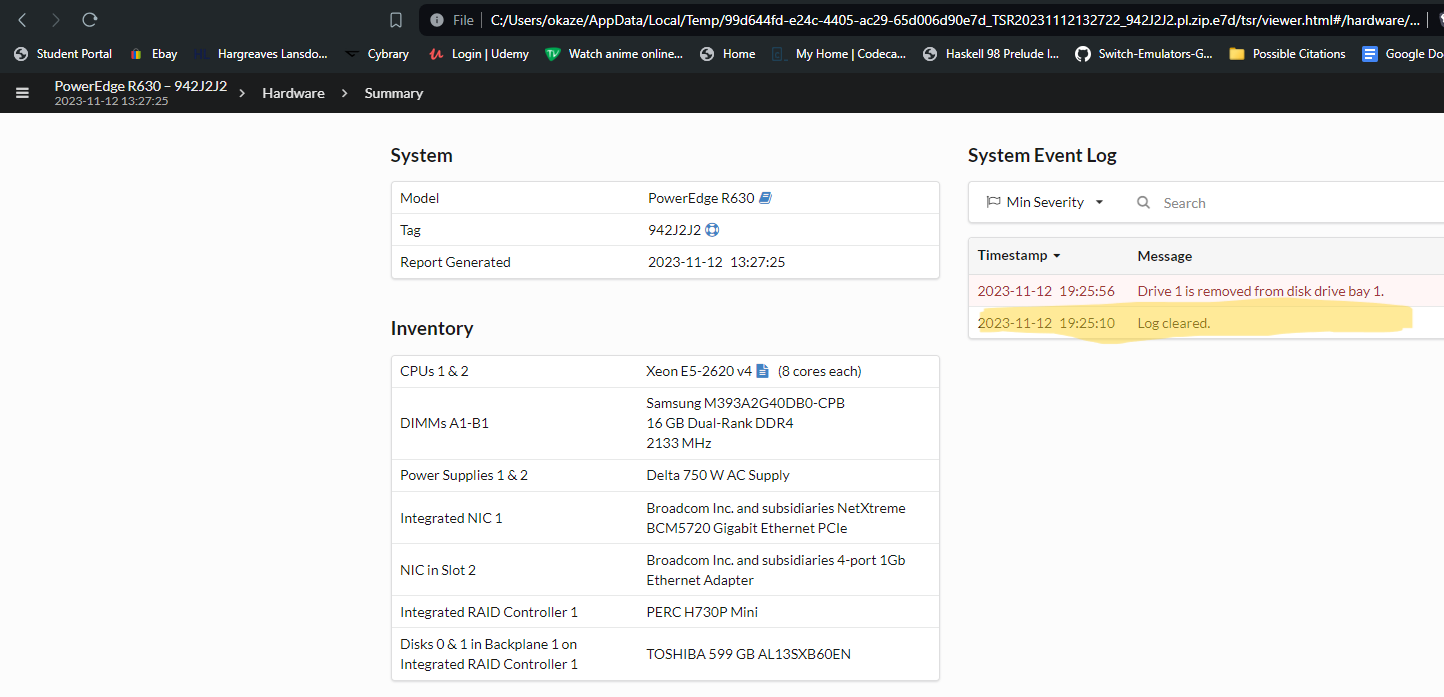 File C:/Users/okaze/AppData/Local/Temp/99d644fd-e24c-4405-ac29-65d006d90e7d_TSR20231112132722_942J2J2.pl.zip.e7d/tsr/viewer.html#/hardware/...
Student Portal Ebay HL Hargreaves Lansdo... Cybrary Login | Udemy Watch anime online... Home My Home | Codeca... Haskell 98 Prelude l... Switch-Emulators-G... Possible Citations Google Do
PowerEdge R630 – 942J2J2 > Hardware > Summary
2023-11-12 13:27:25
System
Model PowerEdge R630
Tag 942J2J2
Report Generated 2023-11-12 13:27:25
Inventory
CPUs 1 & 2 Xeon E5-2620 v4 (8 cores each)
DIMMs A1-B1 Samsung M393A2G40DB0-CPB
16 GB Dual-Rank DDR4
2133 MHz
Power Supplies 1 & 2 Delta 750 W AC Supply
Integrated NIC 1 Broadcom Inc. and subsidiaries NetXtreme
BCM5720 Gigabit Ethernet PCIe
NIC in Slot 2 Broadcom Inc. and subsidiaries 4-port 1Gb
Ethernet Adapter
Integrated RAID Controller 1 PERC H730P Mini
Disks 0 & 1 in Backplane 1 on
Integrated RAID Controller 1 TOSHIBA 599 GB AL13SXB60EN
System Event Log
Min Severity Search
Timestamp Message
2023-11-12 19:25:56 Drive 1 is removed from disk drive bay 1.
2023-11-12 19:25:10 Log cleared.